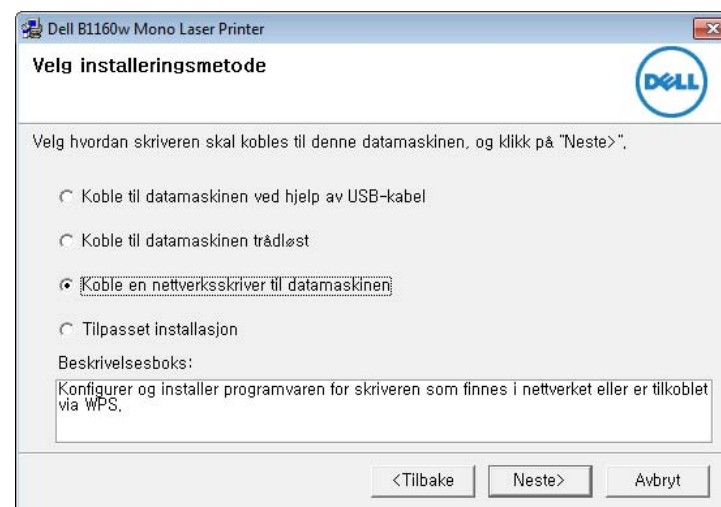 Dell B1160w Mono Laser Printer
Velg installeringsmetode
DELL
Velg hvordan skriveren skal kobles til denne datamaskinen, og klikk på "Neste>",
Koble til datamaskinen ved hjelp av USB-kabel
Koble til datamaskinen trådløst
Koble en nettverksskriver til datamaskinen
Tilpasset installasjon
Beskrivelsesboks:
Konfigurer og installer programvaren for skriveren som finnes i nettverket eller er tilkoblet
via WPS,
<Tilbake
Neste>
Avbryt